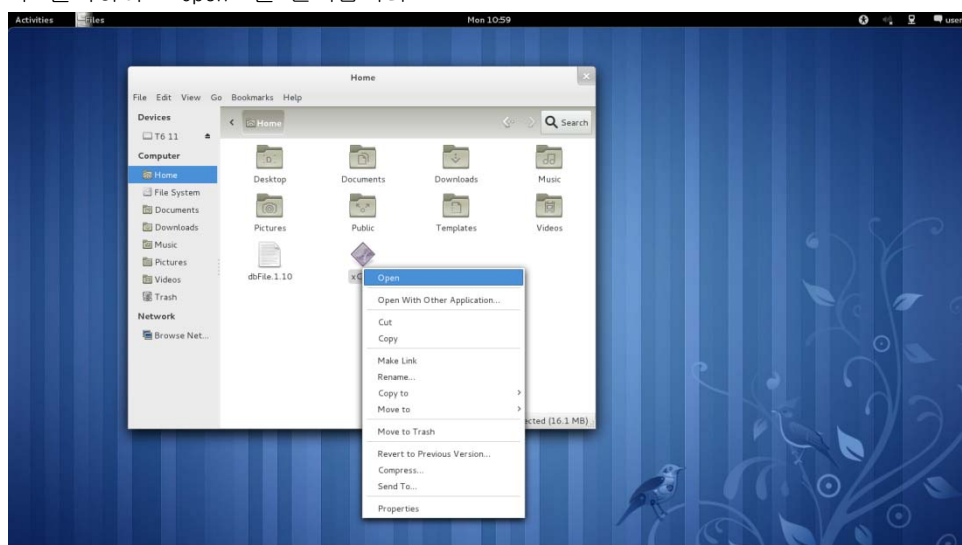 Open
Activities
Files
Mon 10:59
user
Home
File Edit View Go Bookmarks Help
Devices
T6 11
Computer
Home
File System
Documents
Downloads
Music
Pictures
Videos
Trash
Network
Browse Net...
Home
Search
Desktop
Documents
Downloads
Music
Pictures
Public
Templates
Videos
dbFile.1.10
Open
Open With Other Application...
Cut
Copy
Make Link
Rename...
Copy to
Move to
Move to Trash
Revert to Previous Version...
Compress...
Send To...
Properties
(16.1 MB)